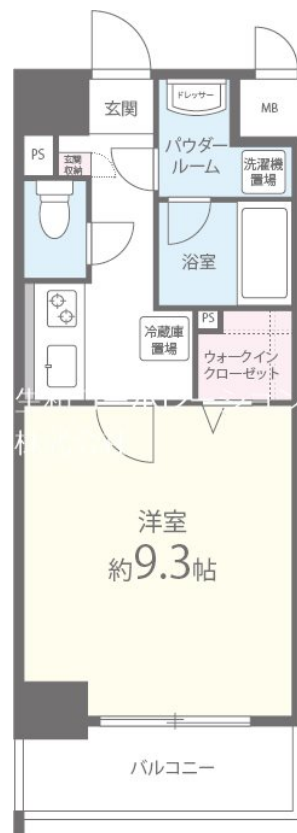 玄関
ドレッサー
MB
PS
玄関
収納
パウダー
ルーム
洗濯機
置場
浴室
冷蔵庫
置場
PS
ウォークイン
クローゼット
洋室
約9.3帖
バルコニー